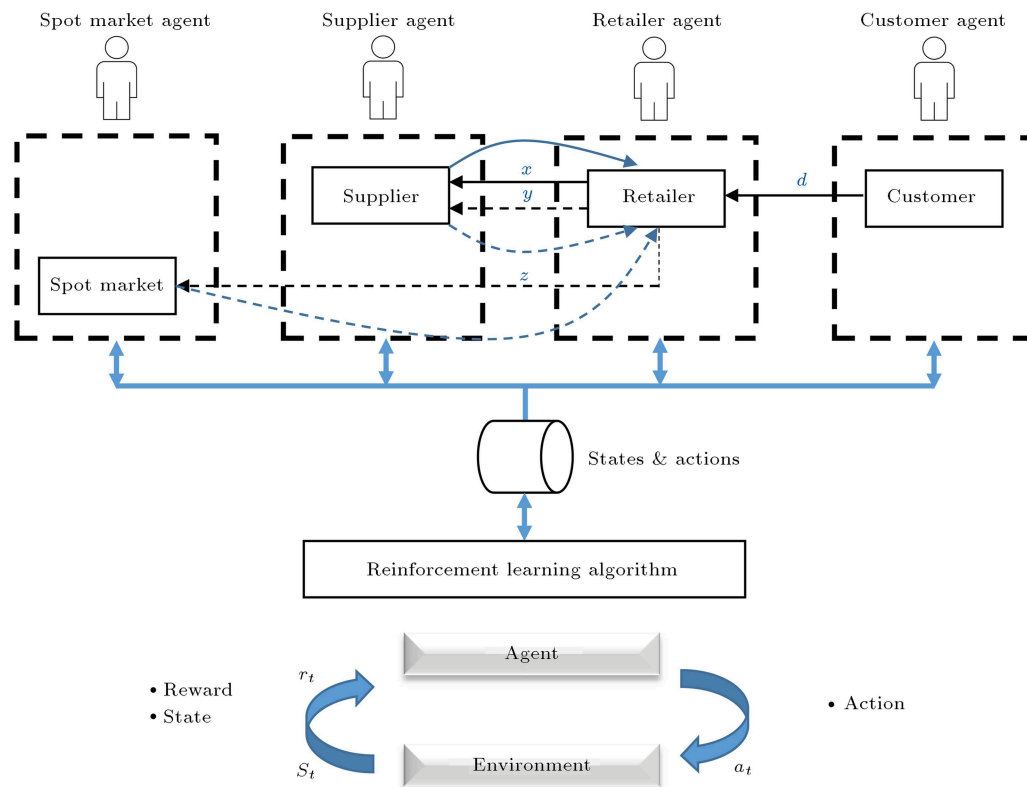 Spot market agent
Supplier agent
Retailer agent
Customer agent
x
d
Supplier
y
Retailer
Customer
z
Spot market
States & actions
Reinforcement learning algorithm
Agent
r_t
• Reward
• State
• Action
Environment
S_t
a_t